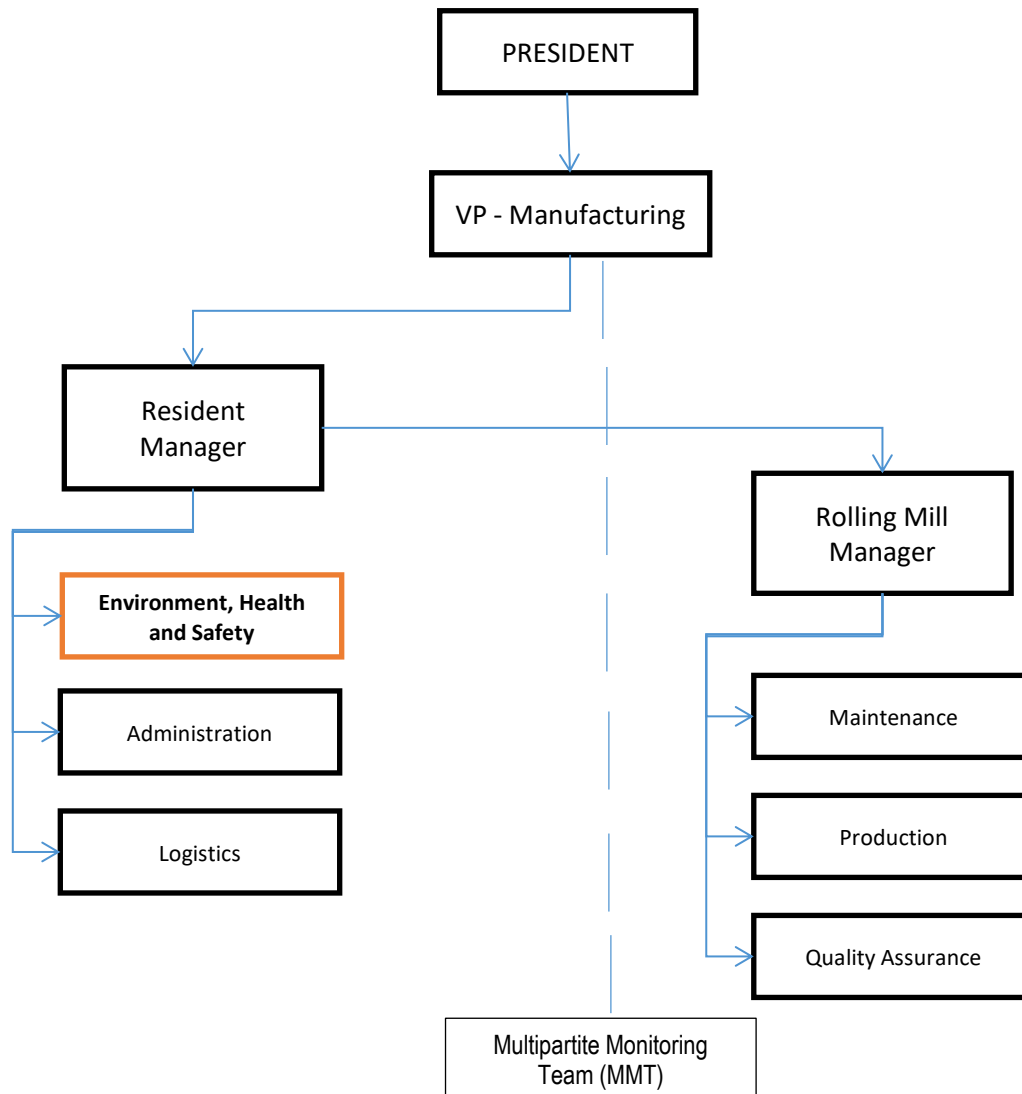 PRESIDENT
VP - Manufacturing
Resident
Manager
Rolling Mill
Manager
Environment, Health
and Safety
Administration
Logistics
Maintenance
Production
Quality Assurance
Multipartite Monitoring
Team (MMT)